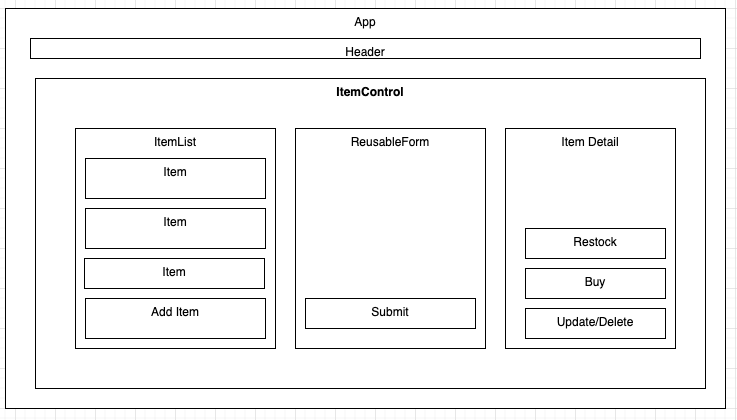 App
Header
ItemControl
ItemList
Item
Item
Item
Add Item
ReusableForm
Submit
Item Detail
Restock
Buy
Update/Delete